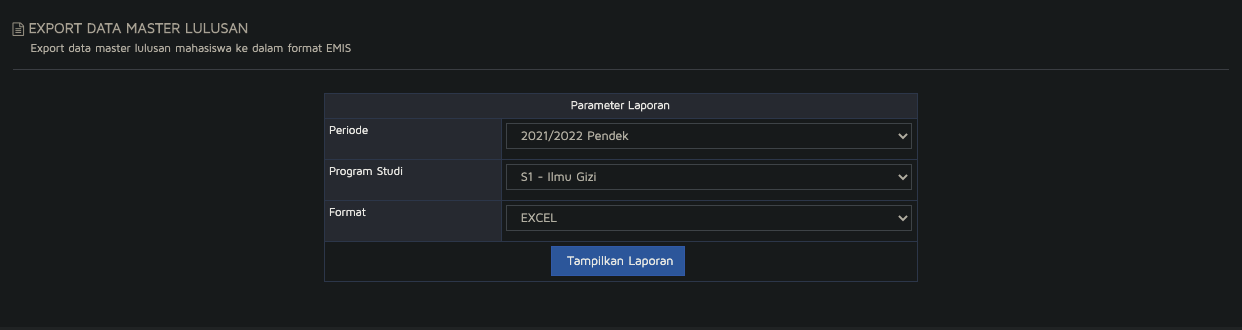 EXPORT DATA MASTER LULUSAN
Export data master lulusan mahasiswa ke dalam format EMIS
Parameter Laporan
Periode
2021/2022 Pendek
Program Studi
S1 - Ilmu Gizi
Format
EXCEL
Tampilkan Laporan